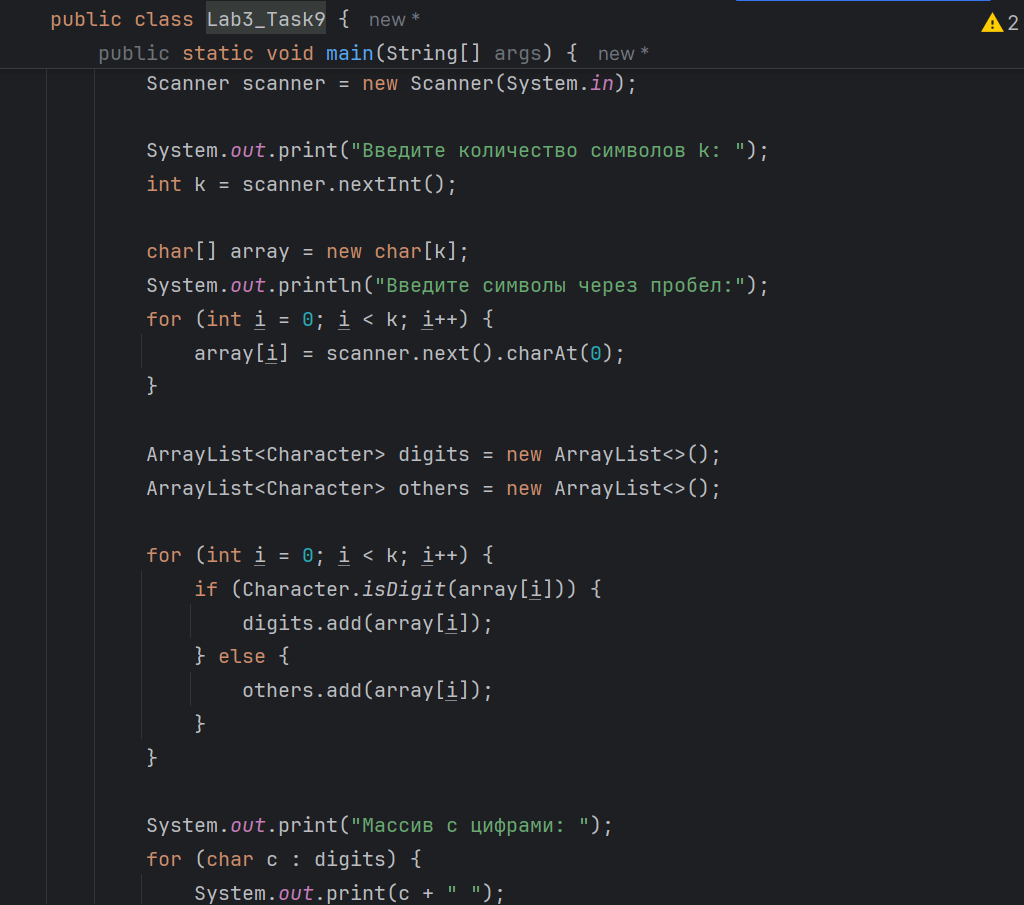 public class Lab3_Task9 { new *
2
public static void main(String[] args) { new *
Scanner scanner = new Scanner(System.in);
System.out.print("Введите количество символов k: ");
int k = scanner.nextInt();
char[] array = new char[k];
System.out.println("Введите символы через пробел:");
for (int i = 0; i < k; i++) {
array[i] = scanner.next().charAt(0);
}
ArrayList<Character> digits = new ArrayList<>();
ArrayList<Character> others = new ArrayList<>();
for (int i = 0; i < k; i++) {
if (Character.isDigit(array[i])) {
digits.add(array[i]);
} else {
others.add(array[i]);
}
}
System.out.print("Массив с цифрами: ");
for (char c : digits) {
System.out.print(c + " ");